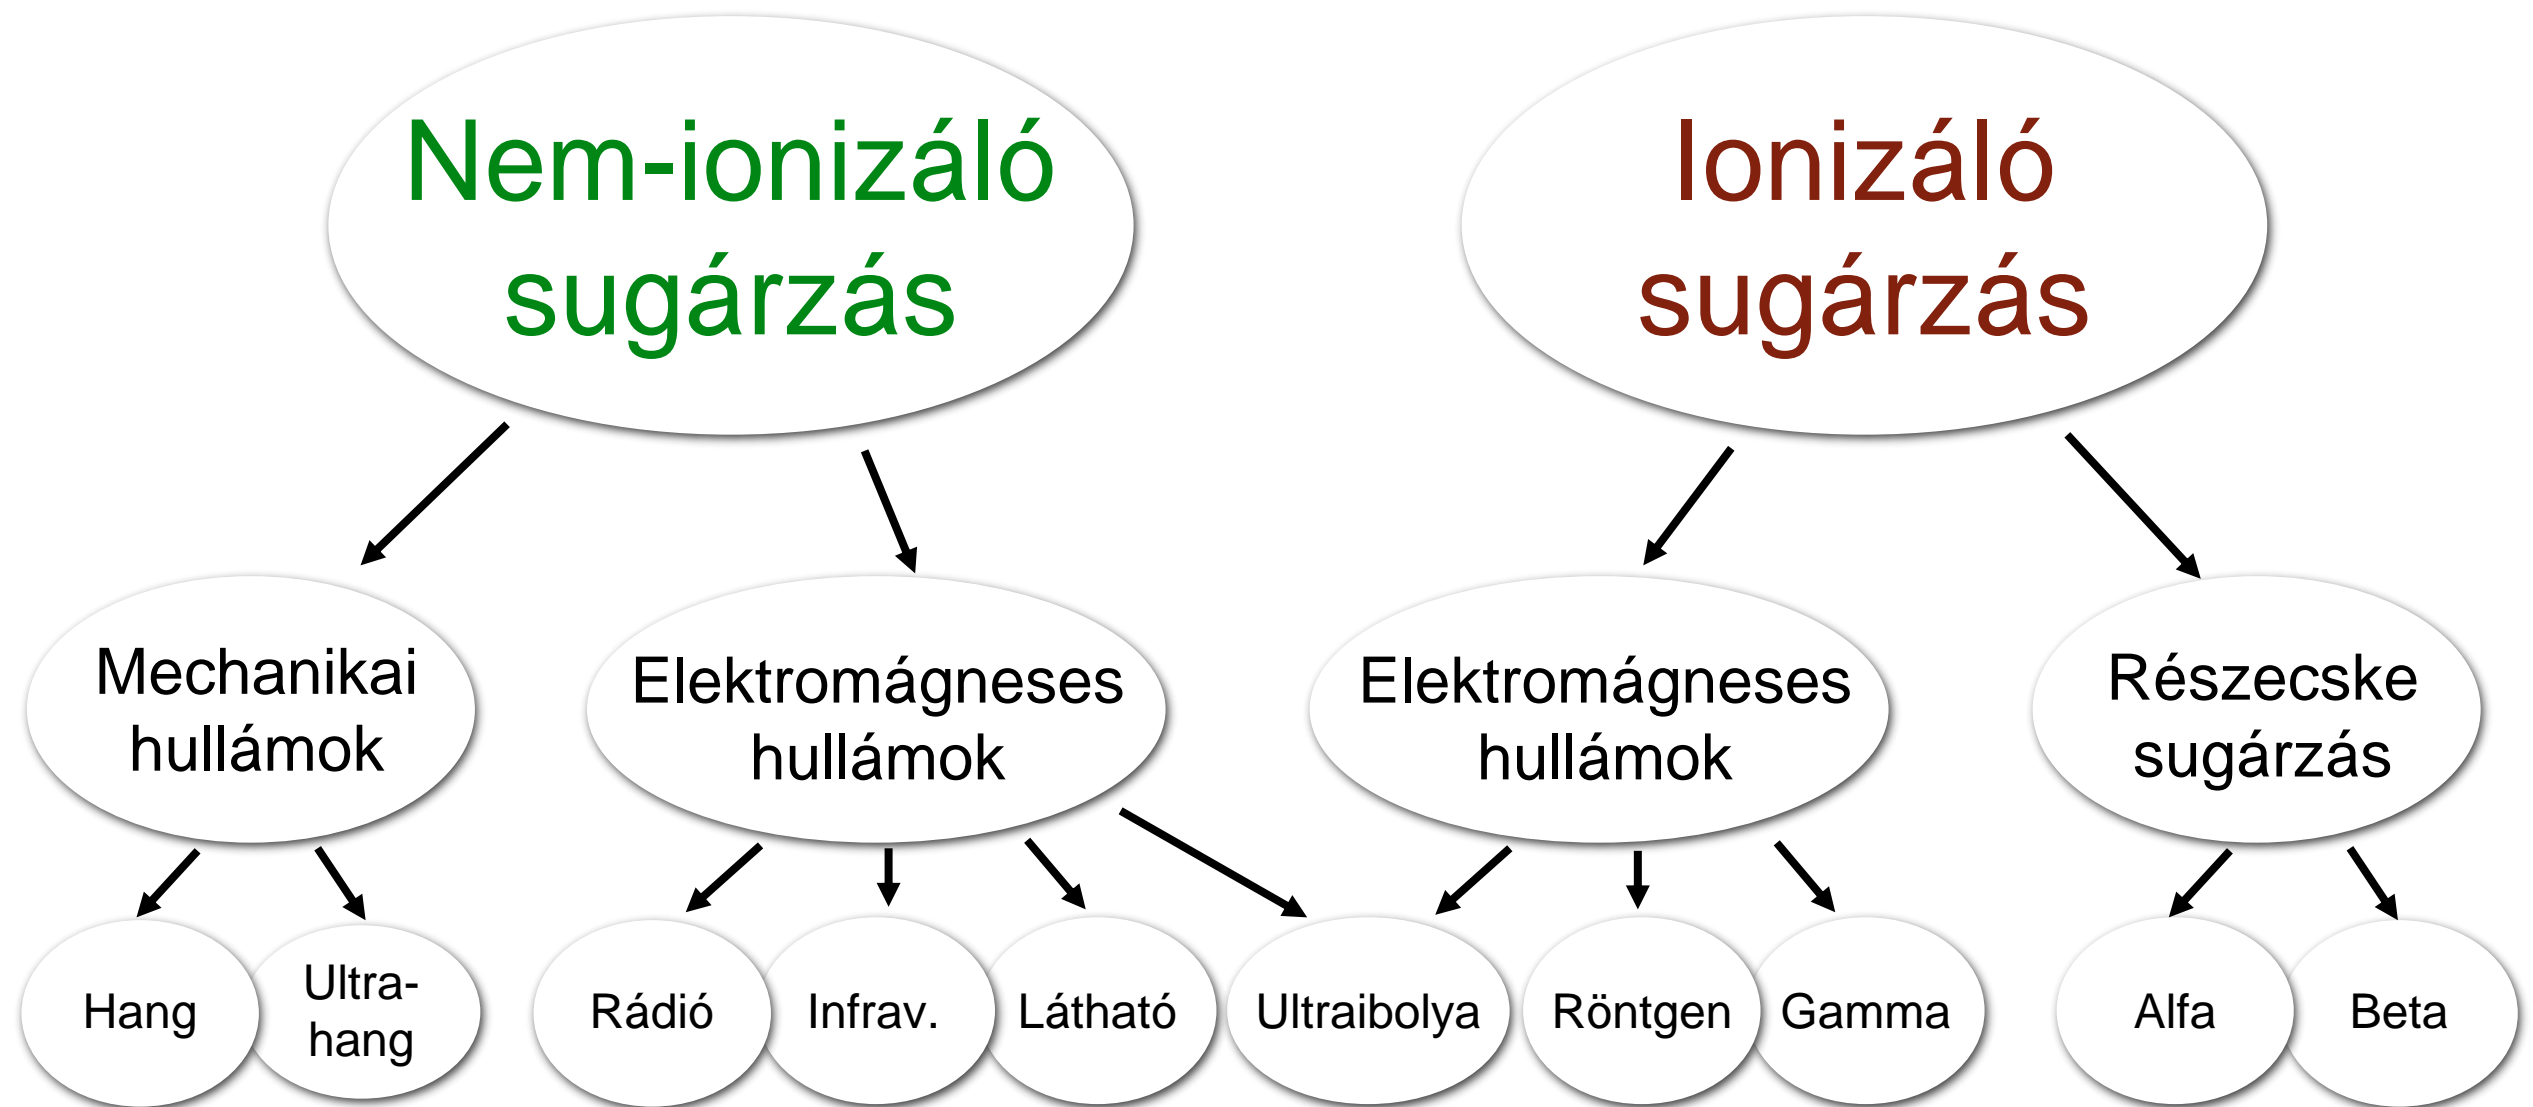 Nem-ionizáló
sugárzás
Ionizáló
sugárzás
Mechanikai
hullámok
Elektromágneses
hullámok
Elektromágneses
hullámok
Részecske
sugárzás
Hang
Ultra-
hang
Rádió
Infrav.
Látható
Ultraibolya
Röntgen
Gamma
Alfa
Beta